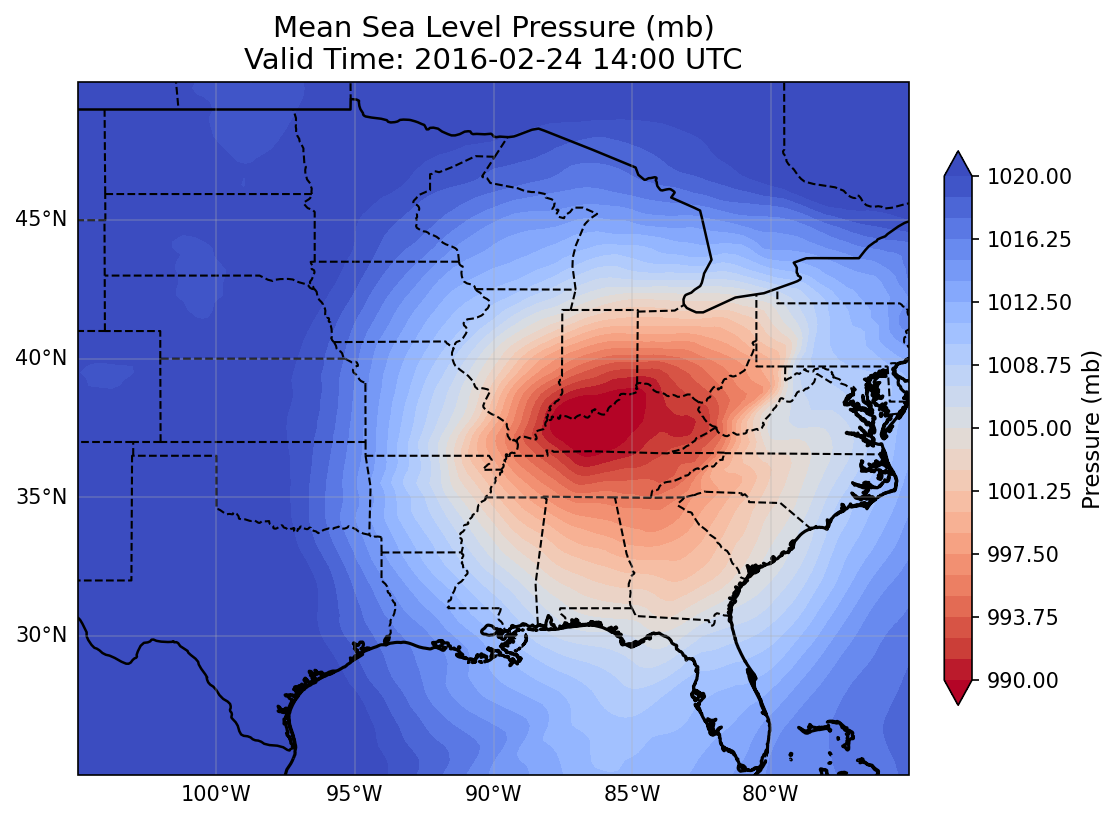 Mean Sea Level Pressure (mb)
Valid Time: 2016-02-24 14:00 UTC
45°N
40°N
35°N
30°N
100°W
95°W
90°W
85°W
80°W
1020.00
1016.25
1012.50
1008.75
1005.00
1001.25
997.50
993.75
990.00
Pressure (mb)